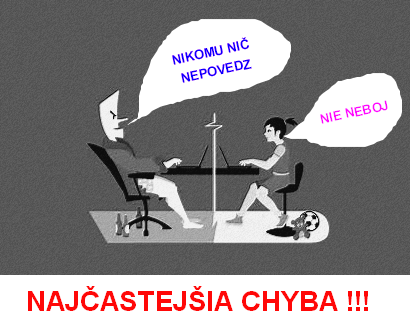 NIKOMU NIČ
NEPOVEDZ
NIE NEBOJ
NAJČASTEJŠIA CHYBA !!!